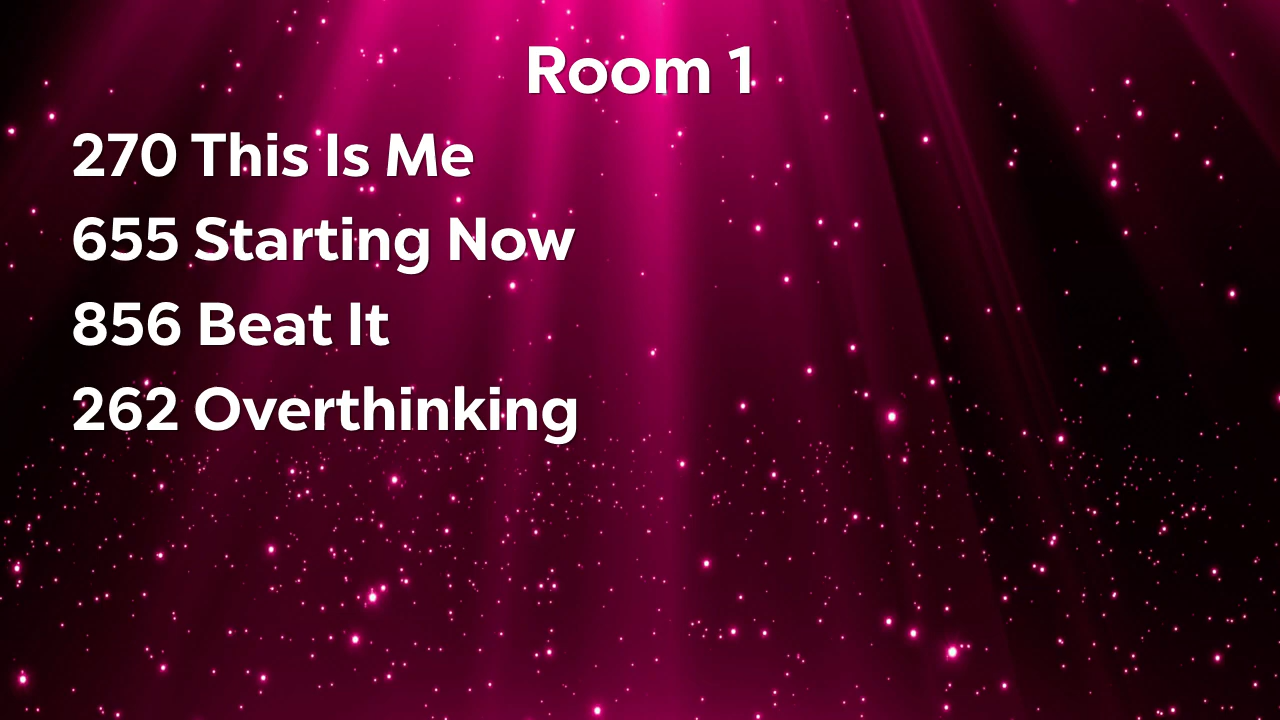 Room 1
270 This Is Me
655 Starting Now
856 Beat It
262 Overthinking